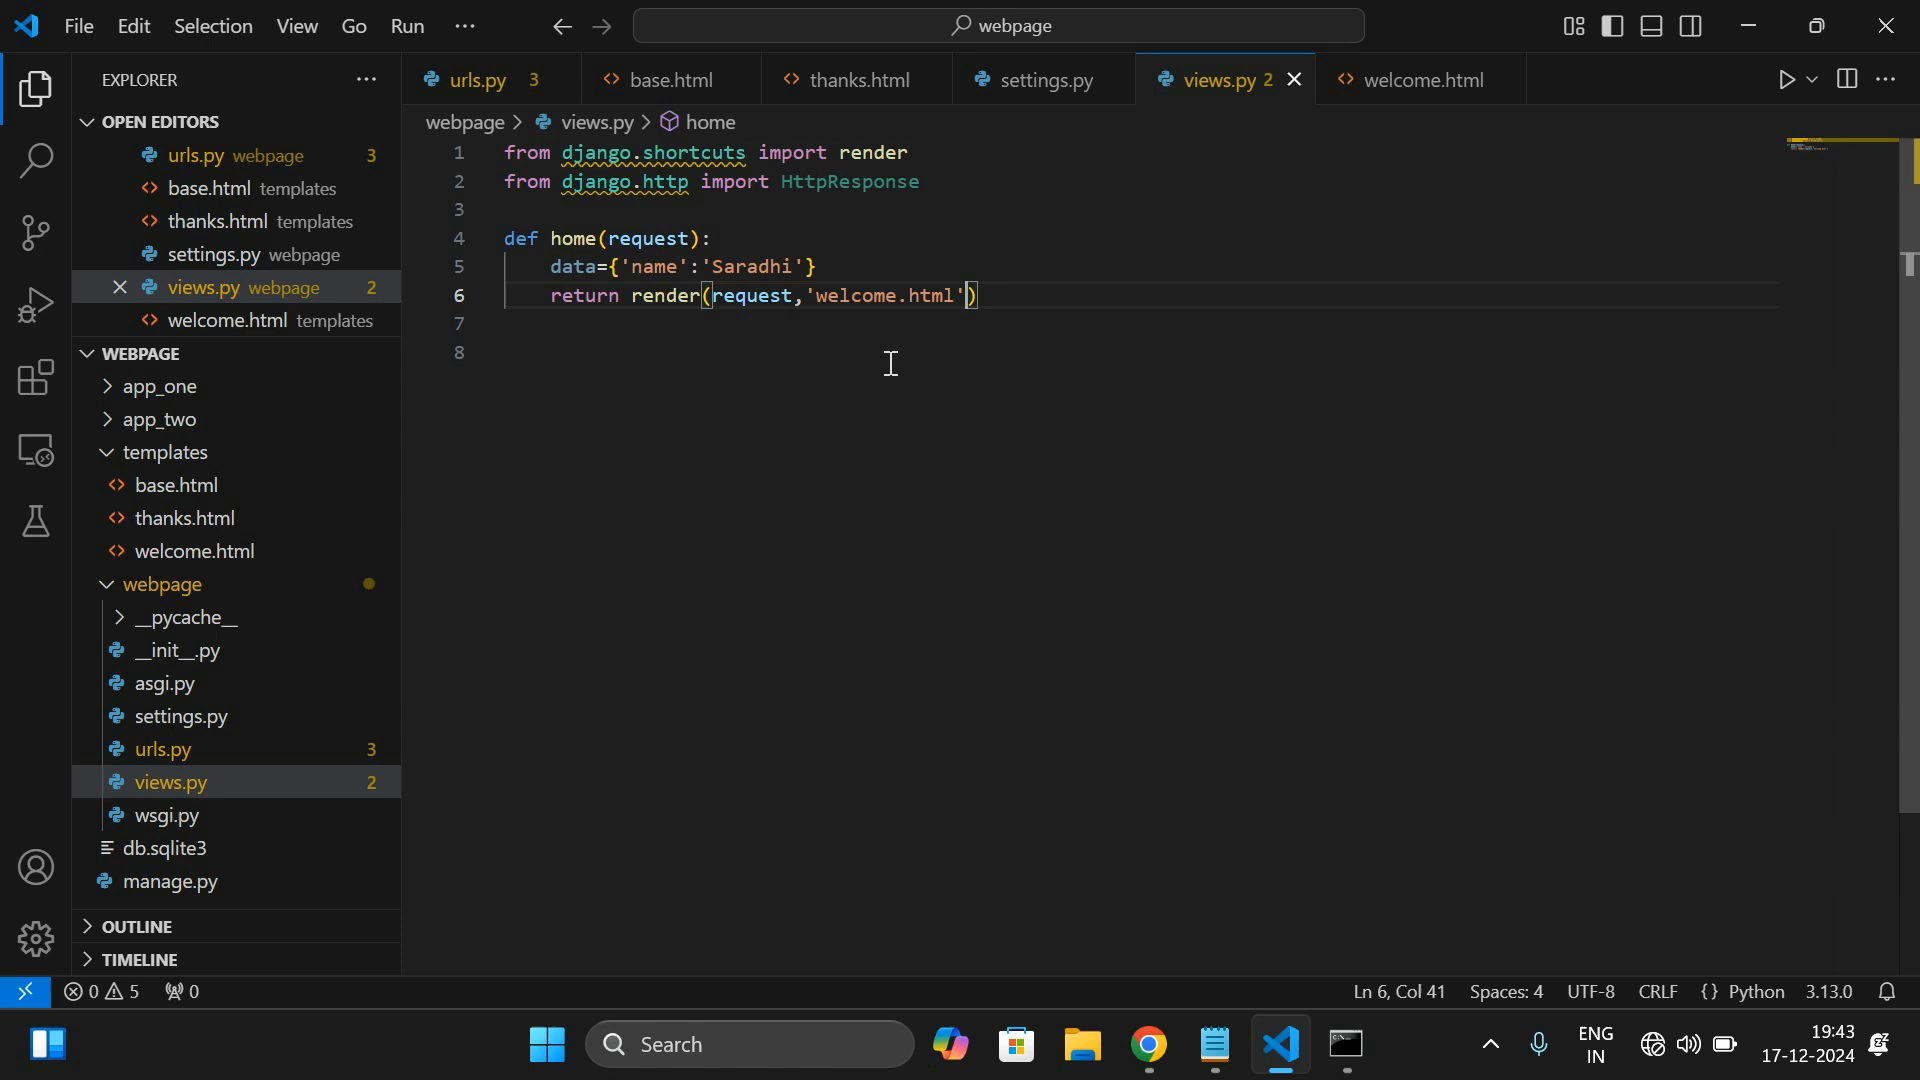 File Edit Selection View Go Run ··· webpage
EXPLORER ···
OPEN EDITORS
urls.py webpage 3
base.html templates
thanks.html templates
settings.py webpage
views.py webpage 2
welcome.html templates
WEBPAGE
app_one
app_two
templates
base.html
thanks.html
welcome.html
webpage
__pycache__
__init__.py
asgi.py
settings.py
urls.py 3
views.py 2
wsgi.py
db.sqlite3
manage.py
OUTLINE
TIMELINE
urls.py 3 base.html thanks.html settings.py views.py 2 welcome.html
webpage > views.py > home
1 from django.shortcuts import render
2 from django.http import HttpResponse
3
4 def home(request):
5 data={'name':'Saradhi'}
6 return render(request,'welcome.html')
7
8
0 5 0 Ln 6, Col 41 Spaces: 4 UTF-8 CRLF {} Python 3.13.0
Search ENG 19:43
IN 17-12-2024